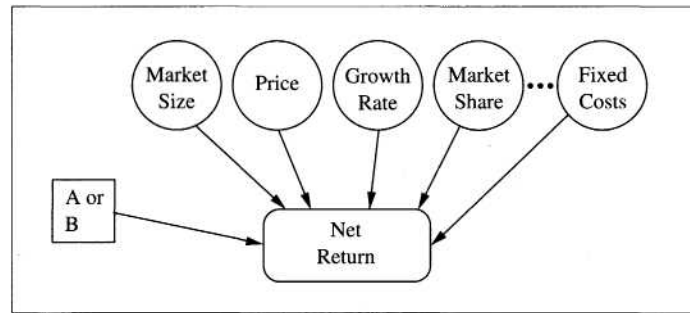 Market
Size
Price
Growth
Rate
Market
Share
Fixed
Costs
A or
B
Net
Return